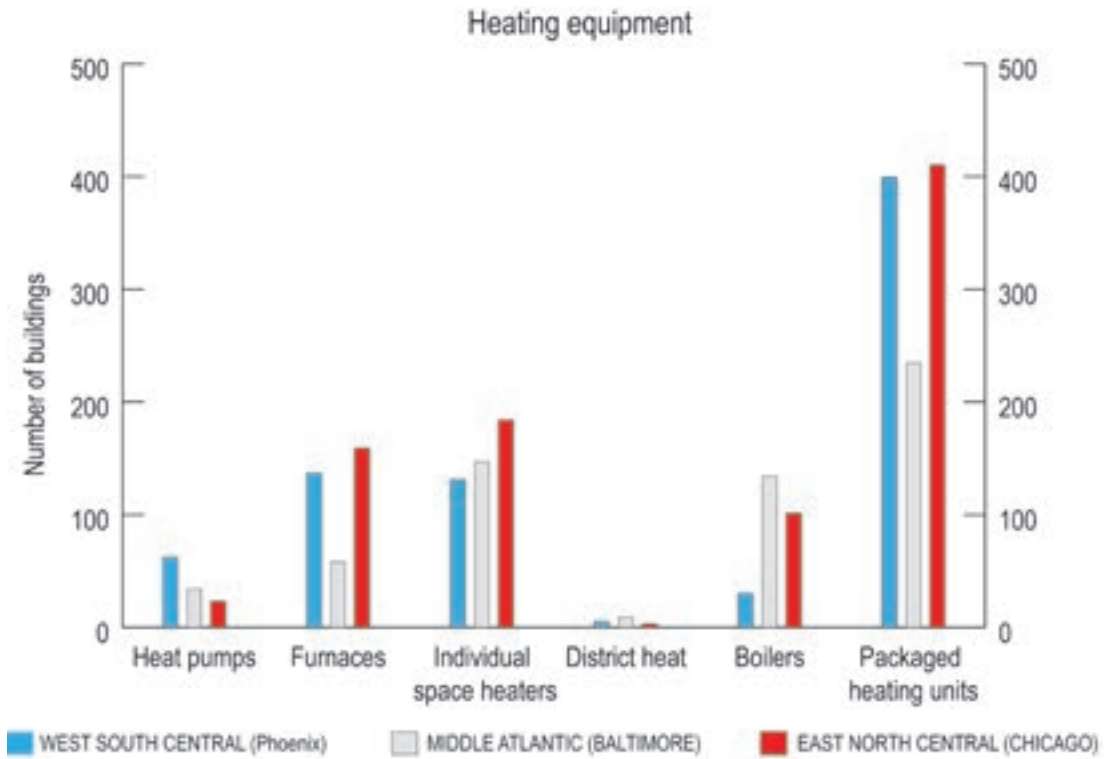 Heating equipment
500
400
300
200
100
0
Number of buildings
500
400
300
200
100
0
Heat pumps
Furnaces
Individual
space heaters
District heat
Boilers
Packaged
heating units
WEST SOUTH CENTRAL (Phoenix)
MIDDLE ATLANTIC (BALTIMORE)
EAST NORTH CENTRAL (CHICAGO)